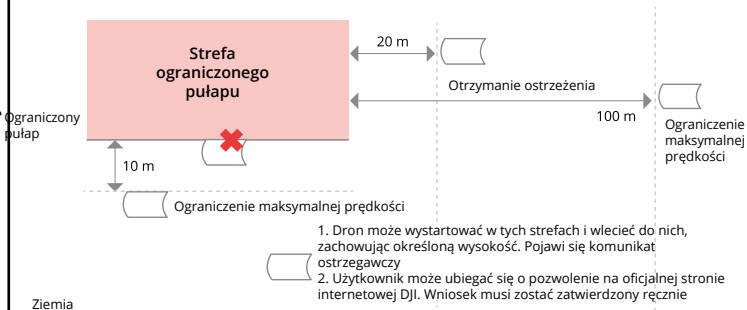 Strefa
ograniczonego
pułapu
20 m
Otrzymanie ostrzeżenia
100 m
Ograniczenie
maksymalnej
prędkości
Ograniczony
pułap
10 m
Ograniczenie maksymalnej prędkości
1. Dron może wystartować w tych strefach i wlecieć do nich,
zachowując określoną wysokość. Pojawi się komunikat
ostrzegawczy
2. Użytkownik może ubiegać się o pozwolenie na oficjalnej stronie
internetowej DJI. Wniosek musi zostać zatwierdzony ręcznie
Ziemia